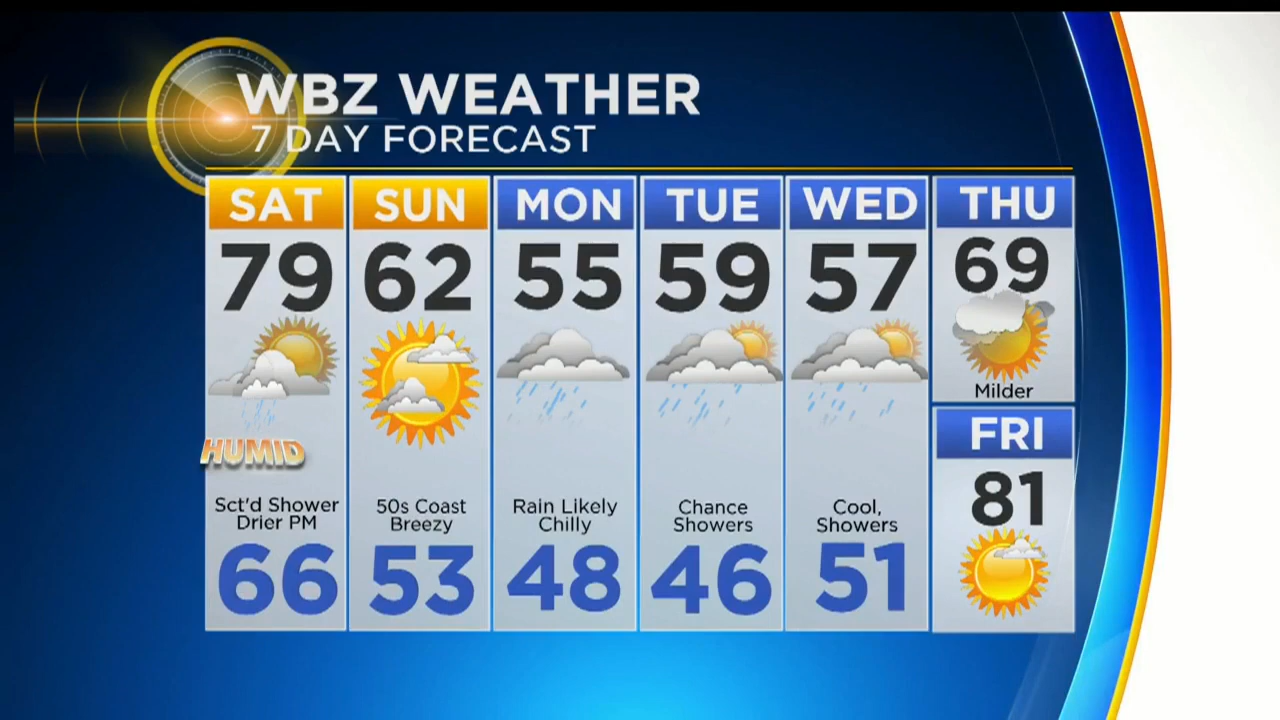 WBZ WEATHER
7 DAY FORECAST
SAT
79
HUMID
Sct'd Shower
Drier PM
66
SUN
62
50s Coast
Breezy
53
MON
55
Rain Likely
Chilly
48
TUE
59
Chance
Showers
46
WED
57
Cool,
Showers
51
THU
69
Milder
FRI
81